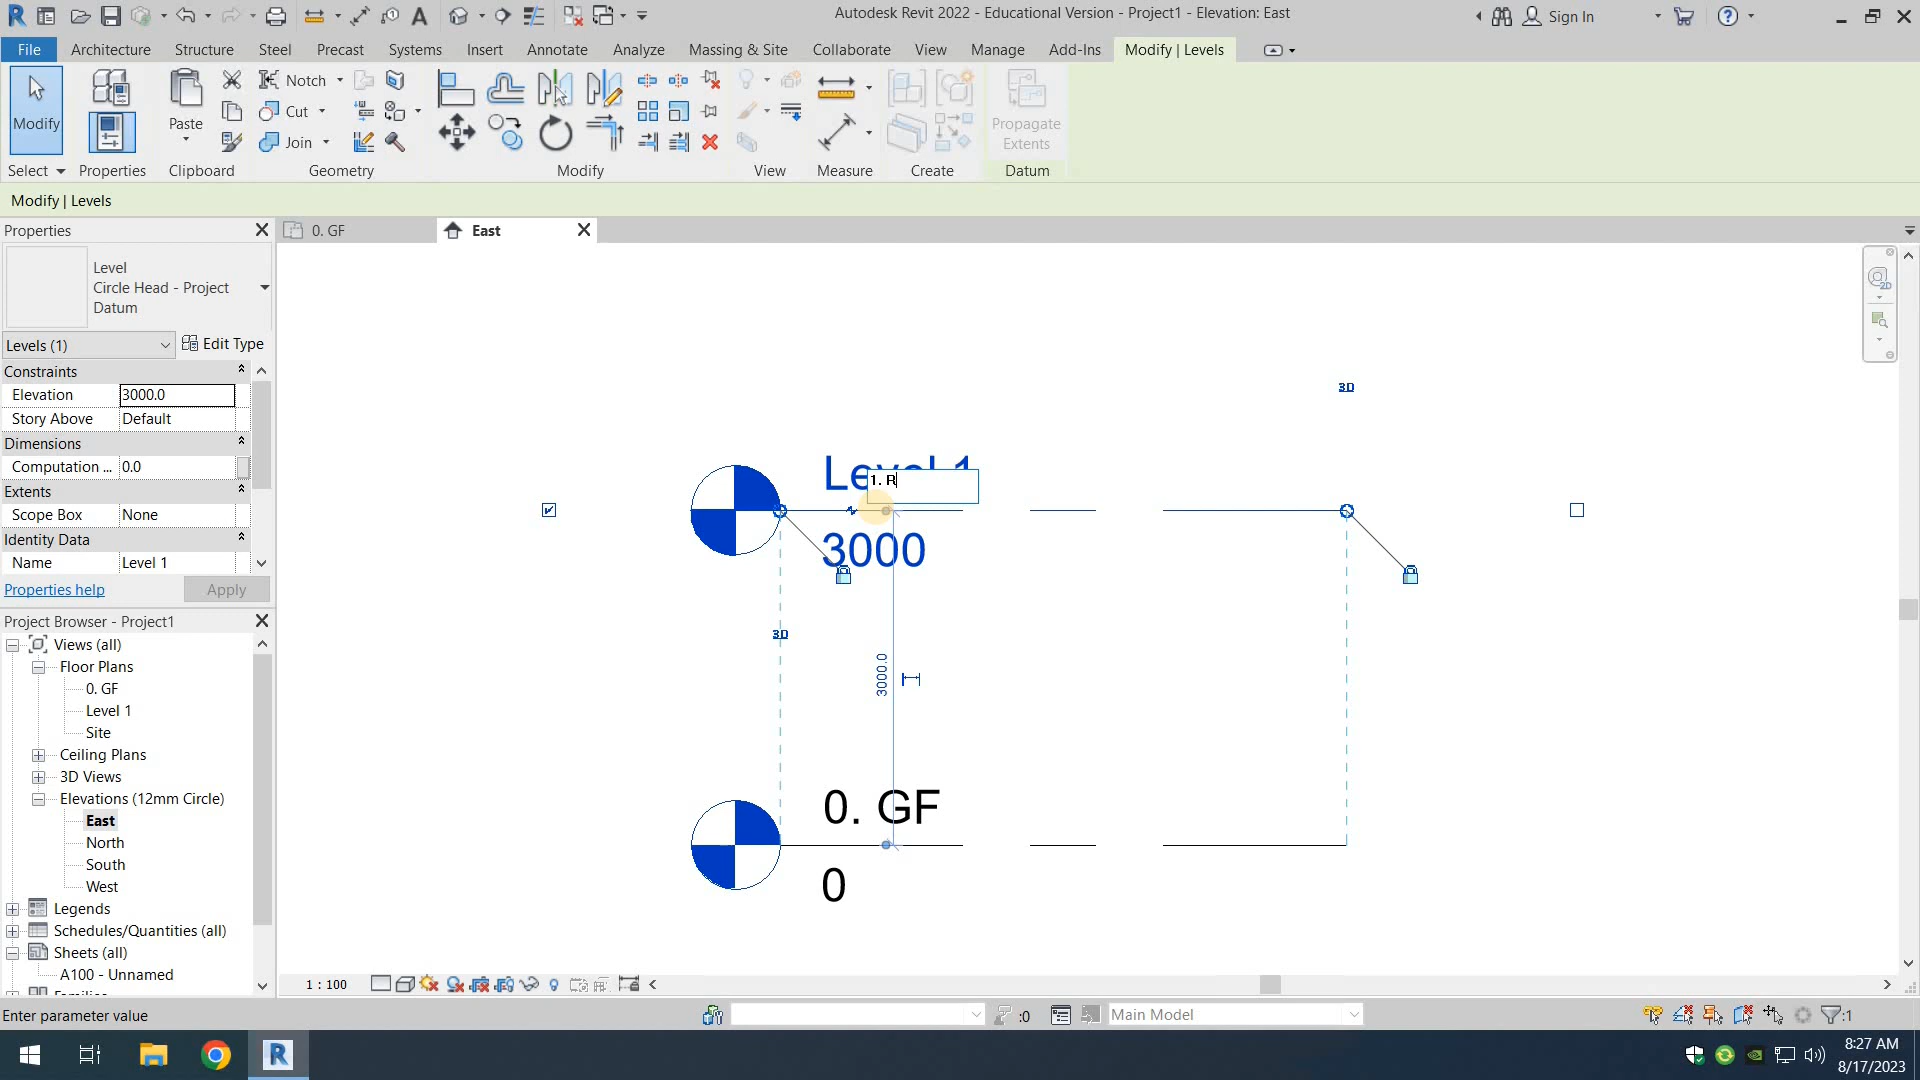 Autodesk Revit 2022 - Educational Version - Project1 - Elevation: East
Sign In
File Architecture Structure Steel Precast Systems Insert Annotate Analyze Massing & Site Collaborate View Manage Add-Ins Modify | Levels
Modify
Paste
Notch
Cut
Join
Propagate
Extents
Select Properties Clipboard Geometry Modify View Measure Create Datum
Modify | Levels
Properties
0. GF
East
Level
Circle Head - Project
Datum
Levels (1)
Edit Type
Constraints
Elevation 3000.0
Story Above Default
Dimensions
Computation ... 0.0
Extents
Scope Box None
Identity Data
Name Level 1
Properties help
Apply
Project Browser - Project1
Views (all)
Floor Plans
0. GF
Level 1
Site
Ceiling Plans
3D Views
Elevations (12mm Circle)
East
North
South
West
Legends
Schedules/Quantities (all)
Sheets (all)
A100 - Unnamed
2D
3D
Level 1
1. R
3000
3D
3000.0
0. GF
0
1 : 100
Enter parameter value
:0
Main Model
:1
8:27 AM
8/17/2023